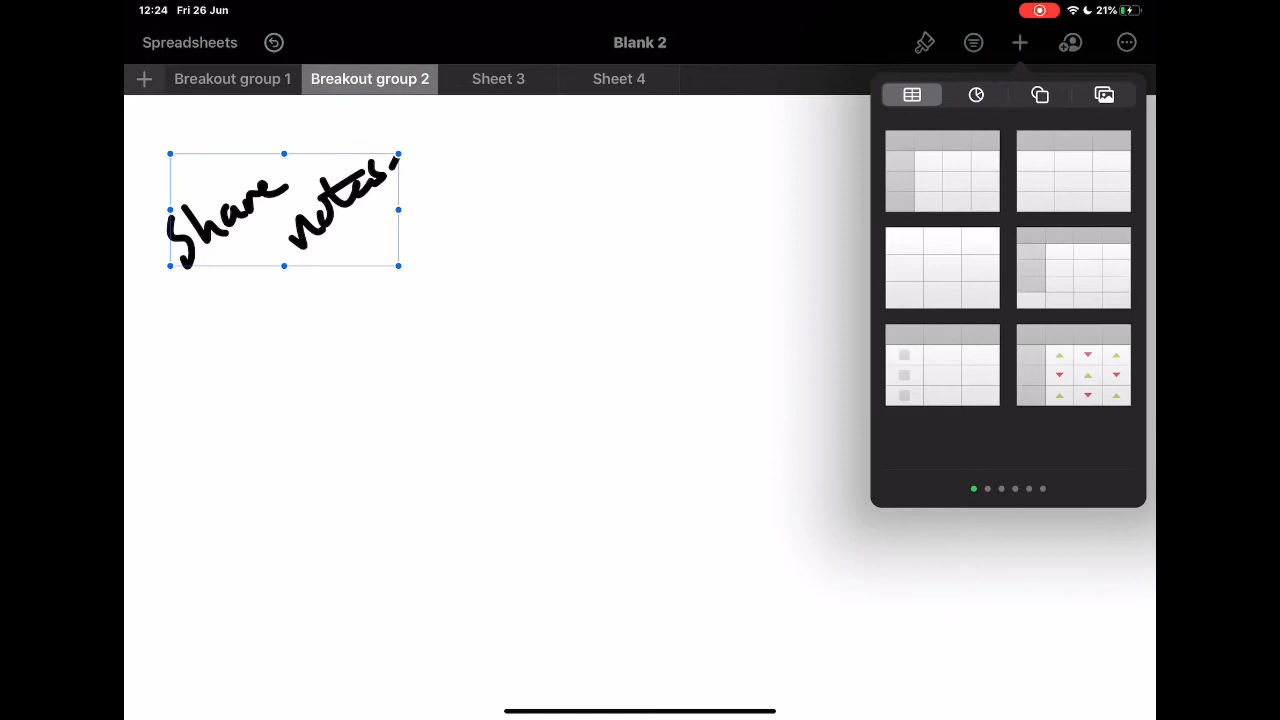 12:24 Fri 26 Jun
21%
Spreadsheets
Blank 2
Breakout group 1
Breakout group 2
Sheet 3
Sheet 4
Share notes.